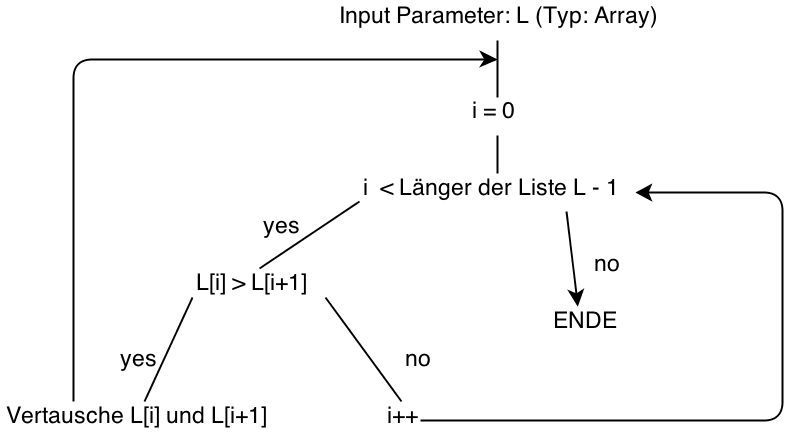 Input Parameter: L (Typ: Array)
i = 0
i < Länger der Liste L - 1
yes
no
L[i] > L[i+1]
ENDE
yes
no
Vertausche L[i] und L[i+1]
i++